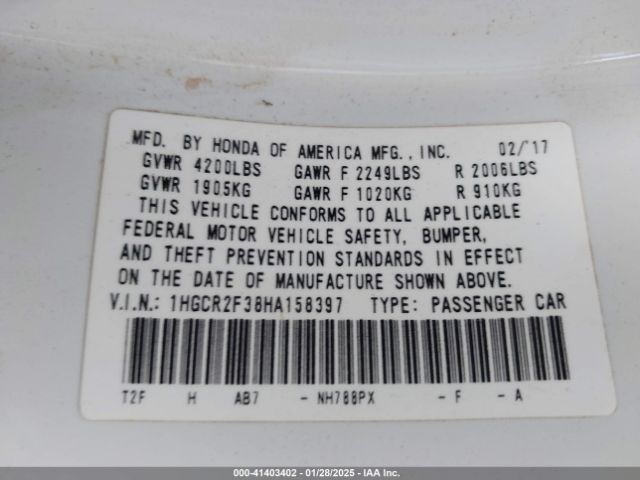 MFD. BY HONDA OF AMERICA MFG., INC. 02/'17
GVWR 4200LBS GAWR F 2249LBS R 2006LBS
GVWR 1905KG GAWR F 1020KG R 910KG
THIS VEHICLE CONFORMS TO ALL APPLICABLE
FEDERAL MOTOR VEHICLE SAFETY, BUMPER,
AND THEFT PREVENTION STANDARDS IN EFFECT
ON THE DATE OF MANUFACTURE SHOWN ABOVE.
V.I.N.: 1HGCR2F38HA158397 TYPE: PASSENGER CAR
T2F H AB7 - NH788PX - F - A
000-41403402 | 01/28/2025 | IAA Inc.